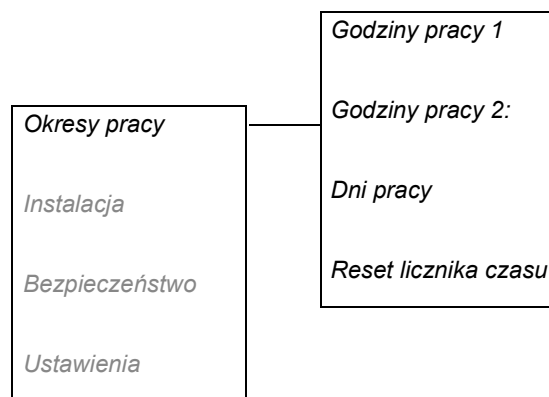 Okresy pracy
Instalacja
Bezpieczeństwo
Ustawienia
Godziny pracy 1
Godziny pracy 2:
Dni pracy
Reset licznika czasu